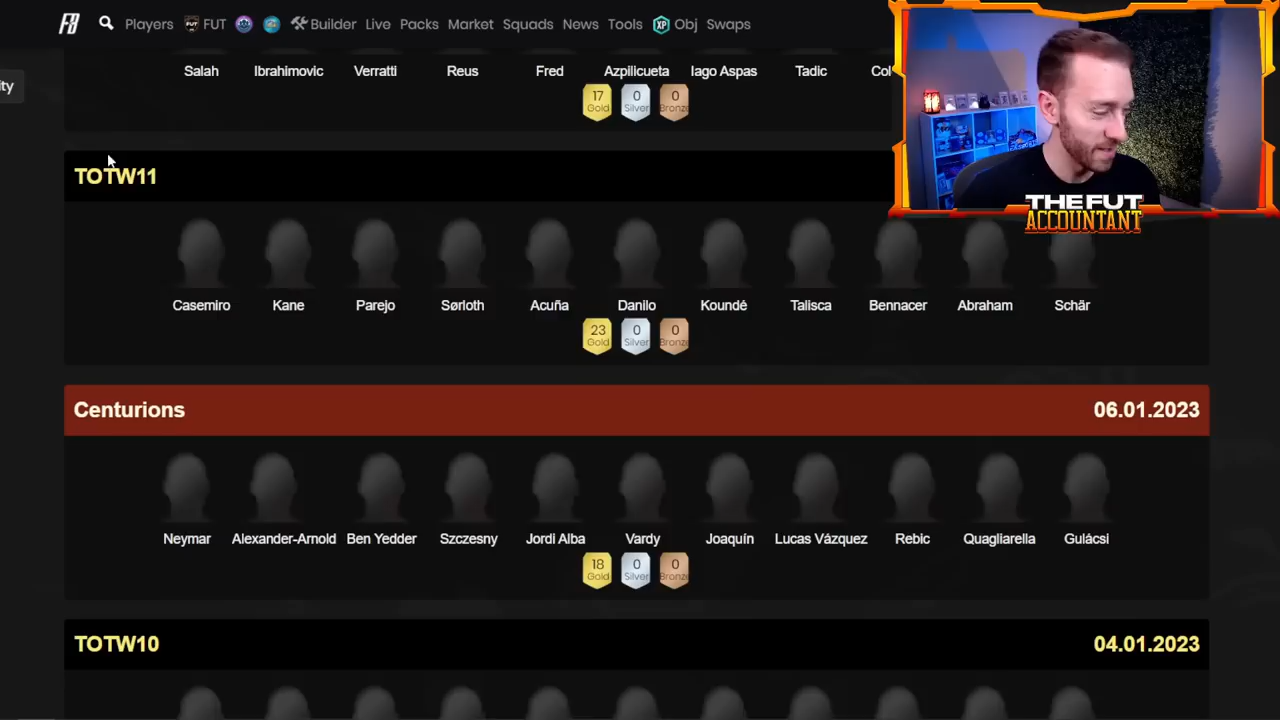 FB Players FUT Builder Live Packs Market Squads News Tools XP Obj Swaps
ty
Salah Ibrahimovic Verratti Reus Fred Azpilicueta Iago Aspas Tadic Col
17 Gold 0 Silver 0 Bronze
THE FUT
ACCOUNTANT
TOTW11
Casemiro Kane Parejo Sørloth Acuña Danilo Koundé Talisca Bennacer Abraham Schär
23 Gold 0 Silver 0 Bronze
Centurions 06.01.2023
Neymar Alexander-Arnold Ben Yedder Szczesny Jordi Alba Vardy Joaquín Lucas Vázquez Rebic Quagliarella Gulácsi
18 Gold 0 Silver 0 Bronze
TOTW10 04.01.2023